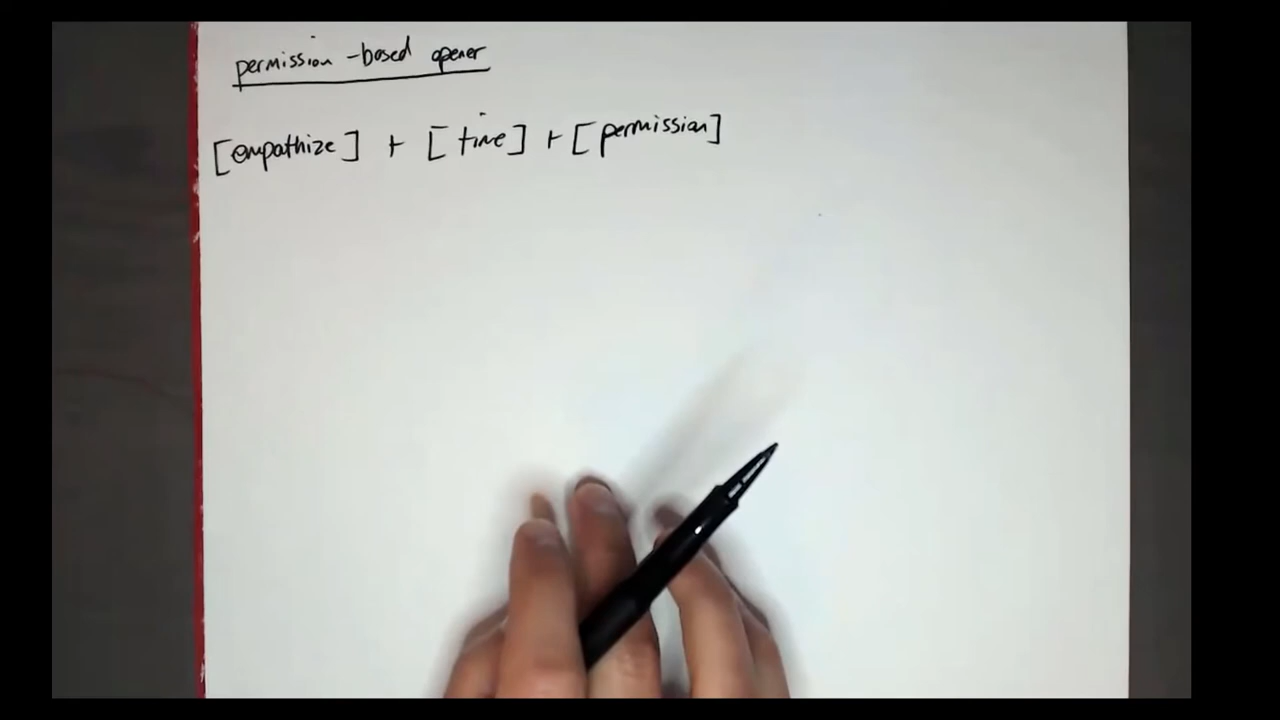 permission-based opener
[empathize] + [time] + [permission]